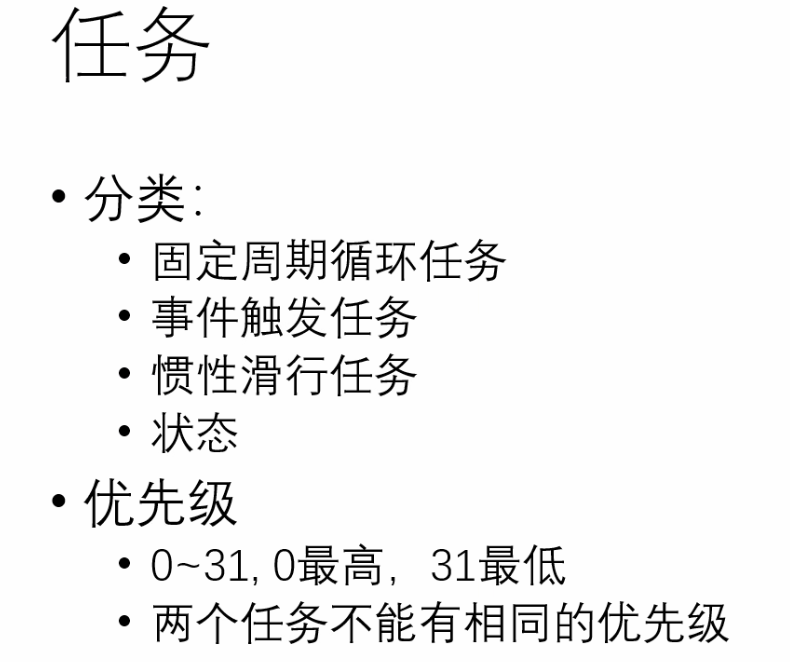 任务
• 分类：
• 固定周期循环任务
• 事件触发任务
• 惯性滑行任务
• 状态
• 优先级
• 0~31, 0最高，31最低
• 两个任务不能有相同的优先级